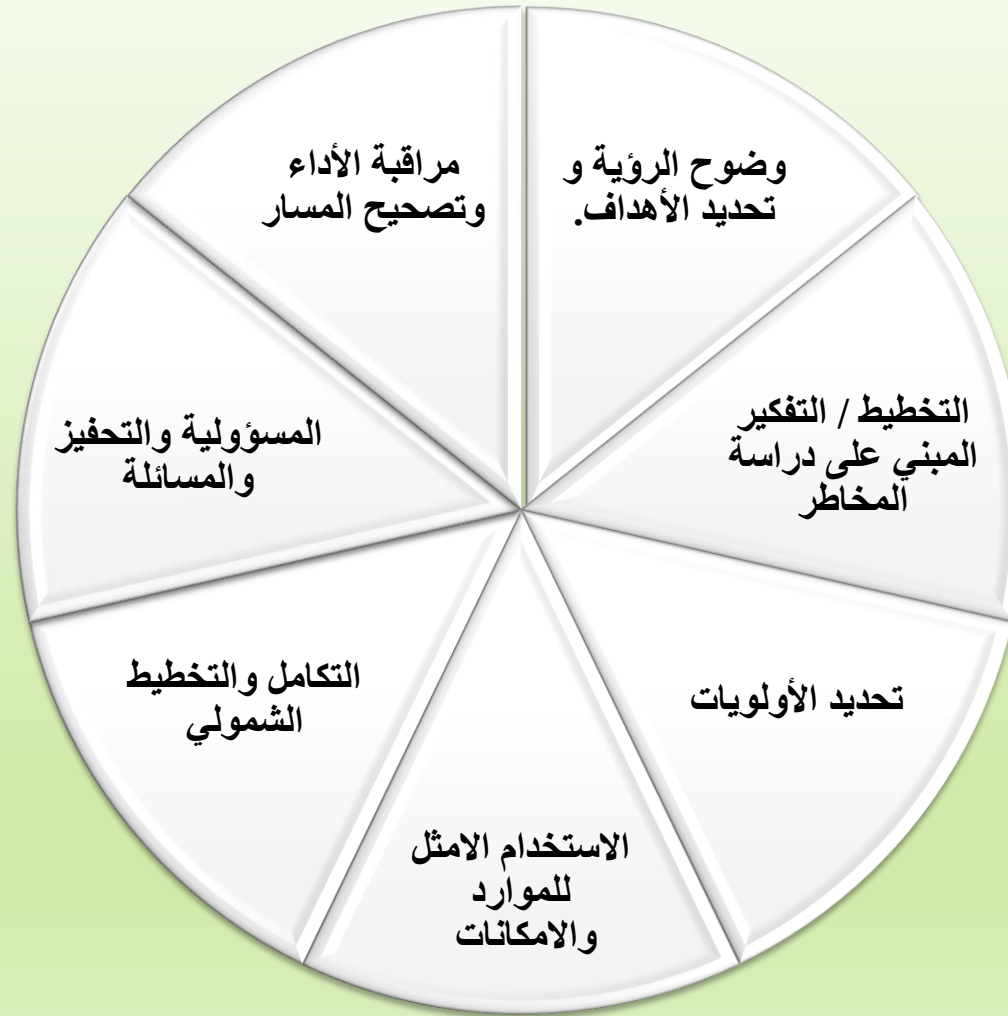 وضوح الرؤية و
تحديد الأهداف.
التخطيط / التفكير
المبني على دراسة
المخاطر
تحديد الأولويات
الاستخدام الامثل
للموارد
والامكانات
التكامل والتخطيط
الشمولي
المسؤولية والتحفيز
والمسائلة
مراقبة الأداء
وتصحيح المسار